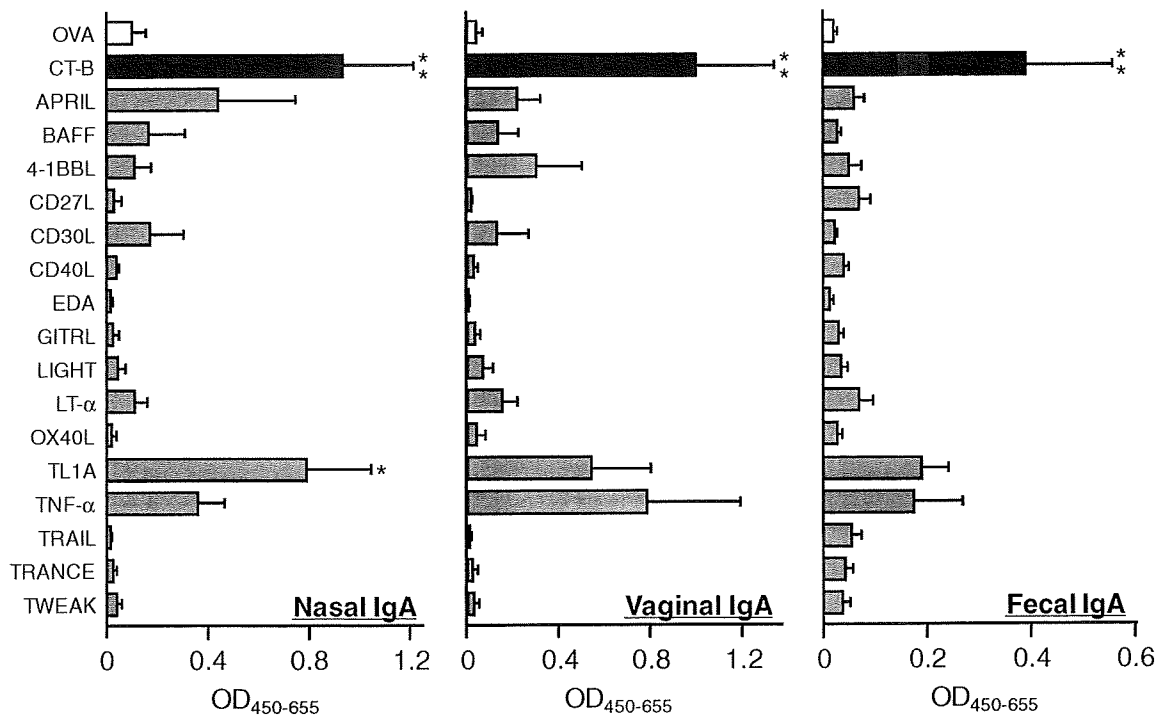 OVA
CT-B
APRIL
BAFF
4-1BBL
CD27L
CD30L
CD40L
EDA
GITRL
LIGHT
LT-α
OX40L
TL1A
TNF-α
TRAIL
TRANCE
TWEAK
* *
*
Nasal IgA
0 0.4 0.8 1.2
OD450-655
* *
Vaginal IgA
0 0.4 0.8 1.2
OD450-655
* *
Fecal IgA
0 0.2 0.4 0.6
OD450-655